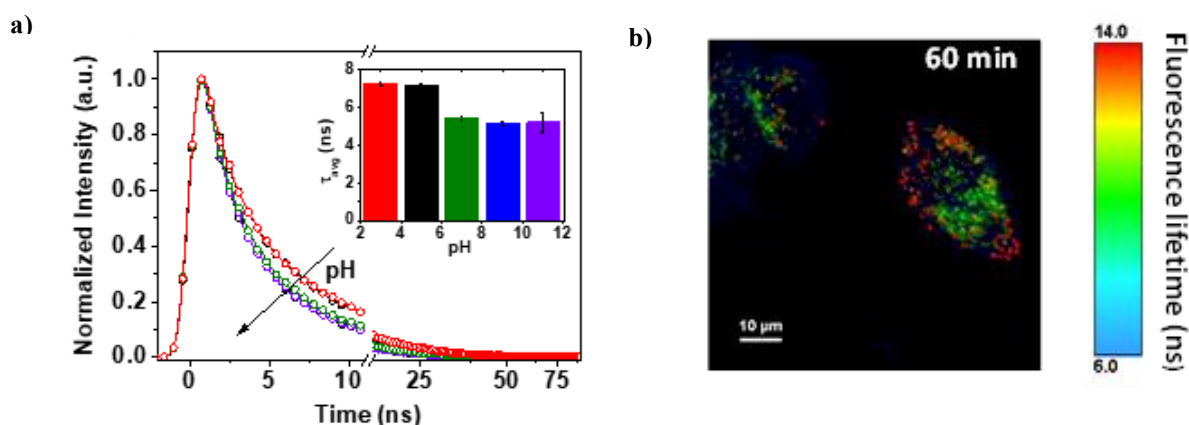 a)
Normalized Intensity (a.u.)
1.0
0.8
0.6
0.4
0.2
0.0
0 5 10 25 50 75
Time (ns)
pH
τavg (ns)
8
6
4
2
0
2 4 6 8 10 12
pH
b)
60 min
10 µm
14.0
6.0
Fluorescence lifetime (ns)